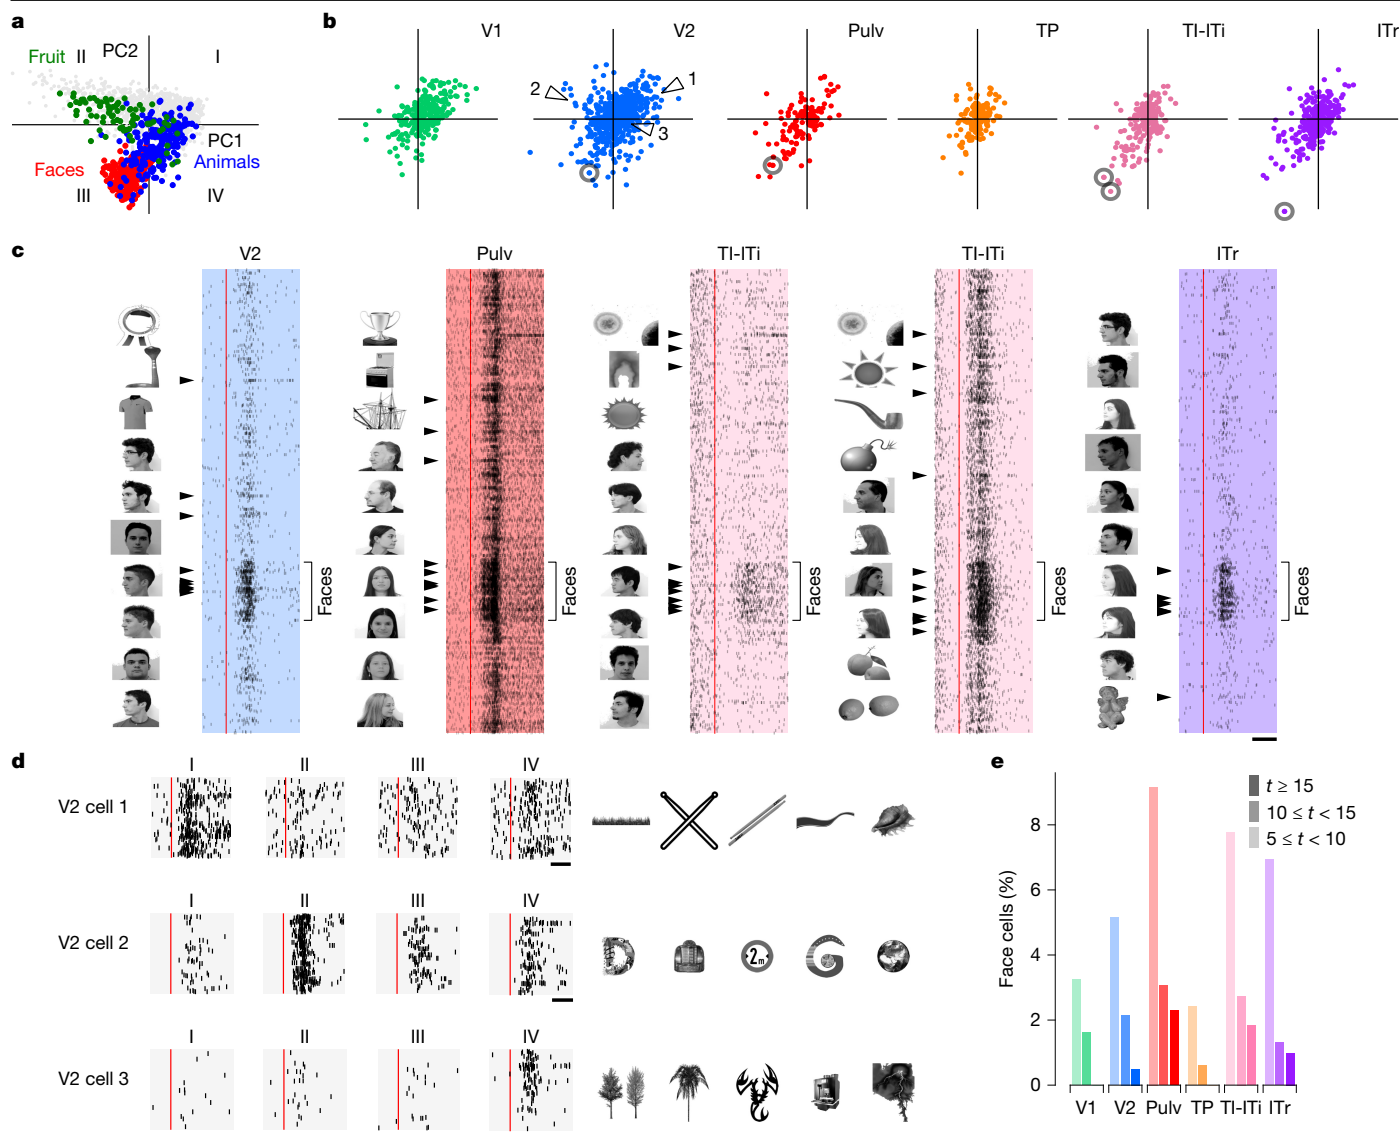 a
Fruit II PC2 I
PC1
Animals
Faces
III IV
b
V1 V2 Pulv TP TI-ITi ITr
1
2
3
c
V2 Pulv TI-ITi TI-ITi ITr
Faces Faces Faces Faces Faces
d
I II III IV
V2 cell 1
I II III IV
V2 cell 2
2m
I II III IV
V2 cell 3
e
t ≥ 15
10 ≤ t < 15
5 ≤ t < 10
Face cells (%)
8
6
4
2
0
V1 V2 Pulv TP TI-ITi ITr